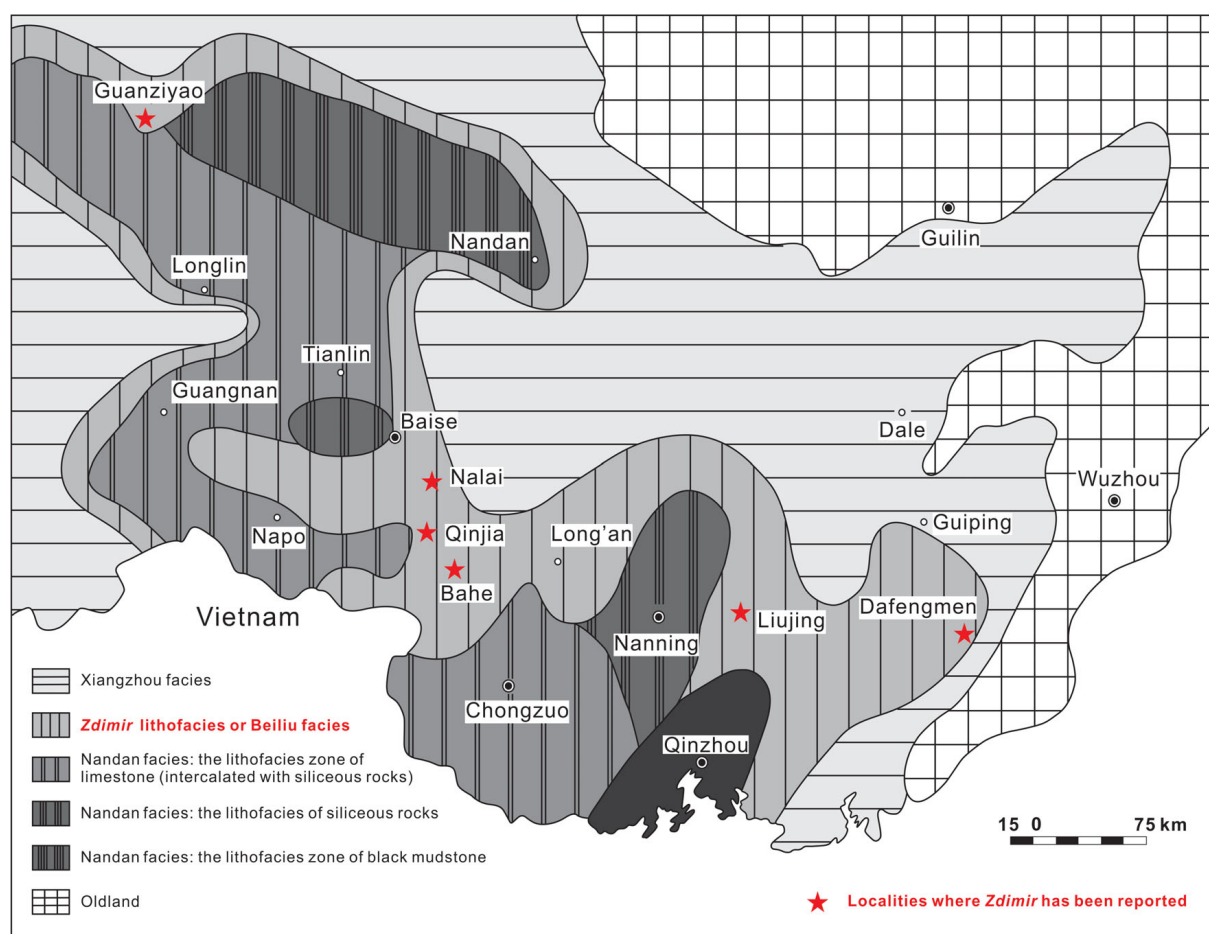 Guanziyao
Guilin
Nandan
Longlin
Tianlin
Guangnan
Baise
Dale
Nalai
Wuzhou
Guiping
Napo
Qinjia
Long’an
Bahe
Dafengmen
Vietnam
Liujing
Nanning
Chongzuo
Qinzhou
Xiangzhou facies
Zdimir lithofacies or Beiliu facies
Nandan facies: the lithofacies zone of
limestone (intercalated with siliceous rocks)
Nandan facies: the lithofacies of siliceous rocks
Nandan facies: the lithofacies zone of black mudstone
Oldland
15 0 75 km
Localities where Zdimir has been reported